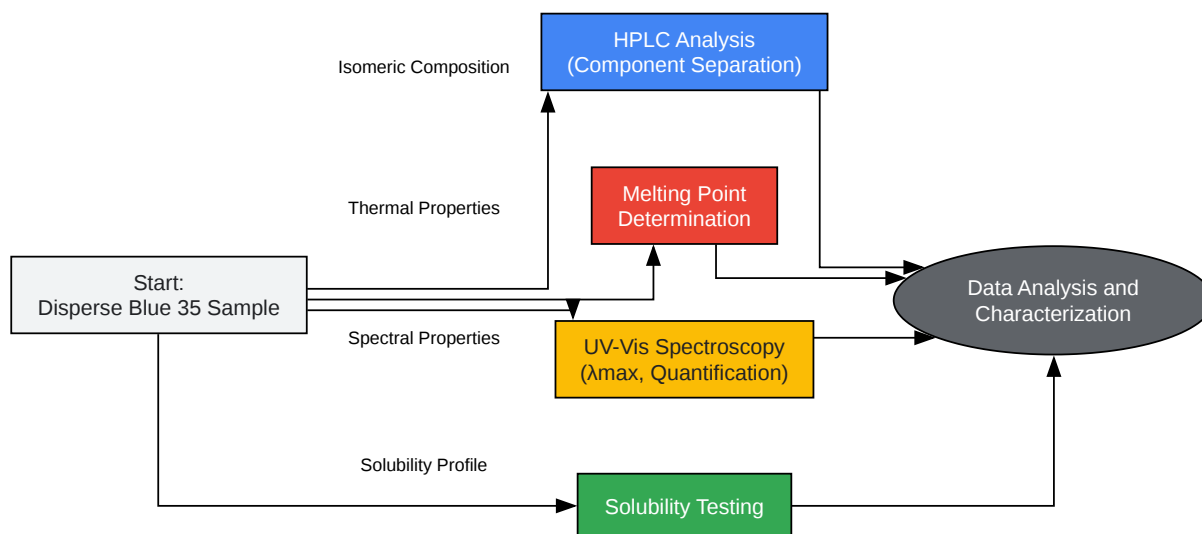 HPLC Analysis
(Component Separation)
Isomeric Composition
Melting Point
Determination
Thermal Properties
Start:
Disperse Blue 35 Sample
Data Analysis and
Characterization
Spectral Properties
UV-Vis Spectroscopy
(λmax, Quantification)
Solubility Profile
Solubility Testing